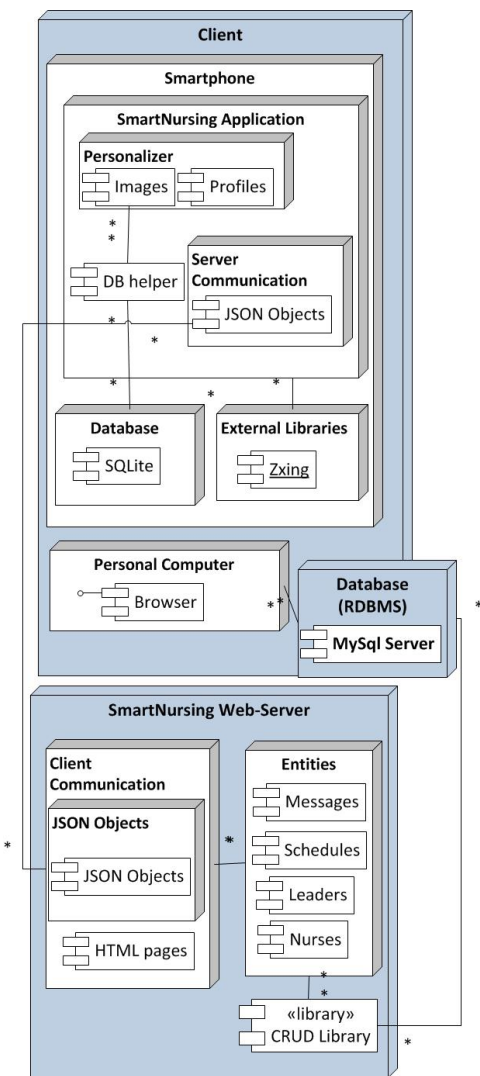 Client
Smartphone
SmartNursing Application
Personalizer
Images
Profiles
*
*
DB helper
Server
Communication
JSON Objects
*
*
*
*
*
Database
SQLite
External Libraries
Zxing
Personal Computer
Browser
* *
Database
(RDBMS)
MySql Server
*
SmartNursing Web-Server
Client
Communication
JSON Objects
JSON Objects
HTML pages
*
**
Entities
Messages
Schedules
Leaders
Nurses
*
*
«library»
CRUD Library
*